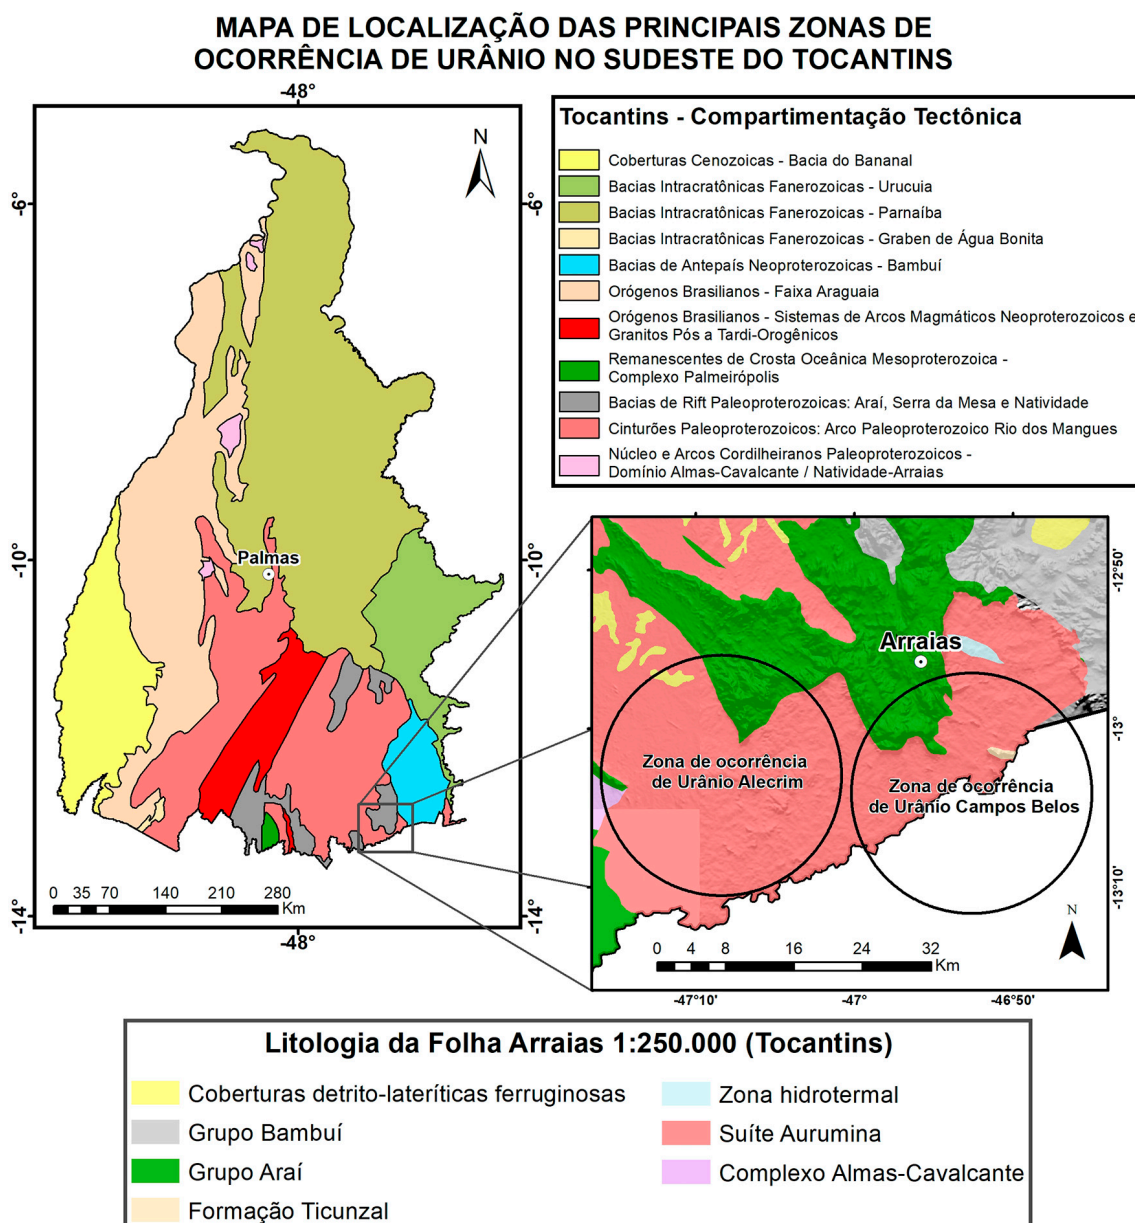 MAPA DE LOCALIZAÇÃO DAS PRINCIPAIS ZONAS DE
OCORRÊNCIA DE URÂNIO NO SUDESTE DO TOCANTINS
-48°
N
-6°
-6°
Palmas
-10°
-10°
0 35 70 140 210 280
Km
-14°
-14°
-48°
Tocantins - Compartimentação Tectônica
Coberturas Cenozoicas - Bacia do Bananal
Bacias Intracratônicas Fanerozoicas - Urucuia
Bacias Intracratônicas Fanerozoicas - Parnaíba
Bacias Intracratônicas Fanerozoicas - Graben de Água Bonita
Bacias de Antepaís Neoproterozoicas - Bambuí
Orógenos Brasilianos - Faixa Araguaia
Orógenos Brasilianos - Sistemas de Arcos Magmáticos Neoproterozoicos e
Granitos Pós a Tardi-Orogênicos
Remanescentes de Crosta Oceânica Mesoproterozoica -
Complexo Palmeirópolis
Bacias de Rift Paleoproterozoicas: Araí, Serra da Mesa e Natividade
Cinturões Paleoproterozoicos: Arco Paleoproterozoico Rio dos Mangues
Núcleo e Arcos Cordilheiranos Paleoproterozoicos -
Domínio Almas-Cavalcante / Natividade-Arraias
-12°50'
Arraias
-13°
Zona de ocorrência
de Urânio Alecrim
Zona de ocorrência
de Urânio Campos Belos
-13°10'
N
0 4 8 16 24 32
Km
-47°10' -47° -46°50'
Litologia da Folha Arraias 1:250.000 (Tocantins)
Coberturas detrito-lateríticas ferruginosas
Grupo Bambuí
Grupo Araí
Formação Ticunzal
Zona hidrotermal
Suíte Aurumina
Complexo Almas-Cavalcante